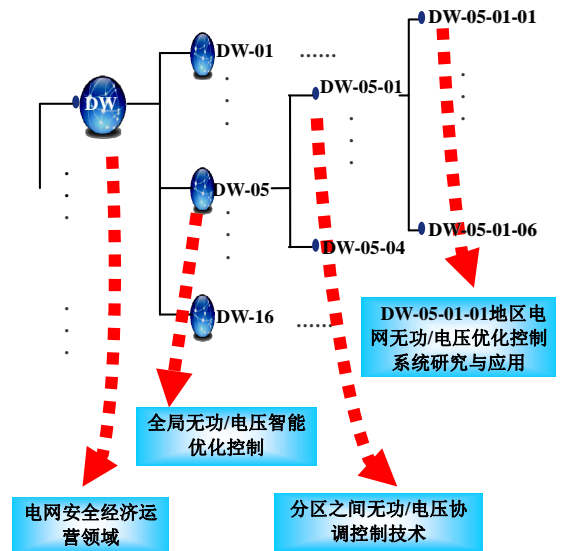 DW-05-01-01
DW-01
……
DW-05-01
DW
DW-05
DW-05-01-06
DW-05-04
DW-16
……
DW-05-01-01地区电
网无功/电压优化控制
系统研究与应用
全局无功/电压智能
优化控制
电网安全经济运
营领域
分区之间无功/电压协
调控制技术